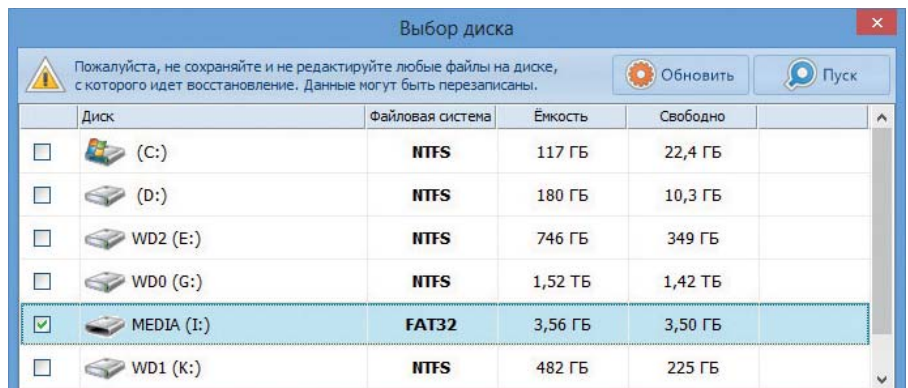 Выбор диска
Пожалуйста, не сохраняйте и не редактируйте любые файлы на диске,
с которого идет восстановление. Данные могут быть перезаписаны.
Обновить
Пуск
Диск Файловая система Ёмкость Свободно
(C:) NTFS 117 ГБ 22,4 ГБ
(D:) NTFS 180 ГБ 10,3 ГБ
WD2 (E:) NTFS 746 ГБ 349 ГБ
WD0 (G:) NTFS 1,52 ТБ 1,42 ТБ
MEDIA (I:) FAT32 3,56 ГБ 3,50 ГБ
WD1 (K:) NTFS 482 ГБ 225 ГБ